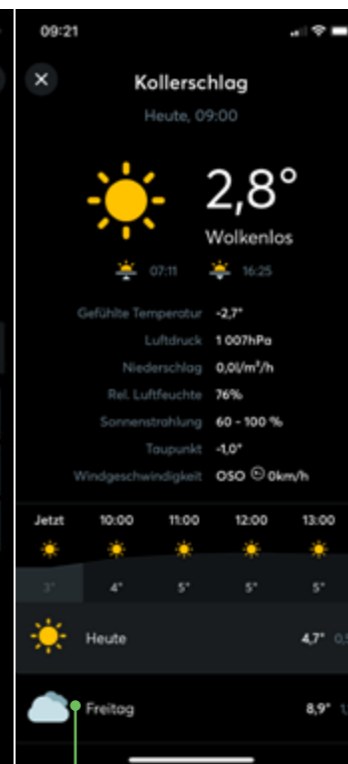 09:21
Kollerschlag
Heute, 09:00
2,8°
Wolkenlos
07:11 16:25
Gefühlte Temperatur -2,7°
Luftdruck 1 007hPa
Niederschlag 0,0l/m²/h
Rel. Luftfeuchte 76%
Sonnenstrahlung 60 - 100 %
Taupunkt -1,0°
Windgeschwindigkeit OSO 0km/h
Jetzt 10:00 11:00 12:00 13:00
3° 4° 5° 5° 5°
Heute 4,7°
Freitag 8,9°